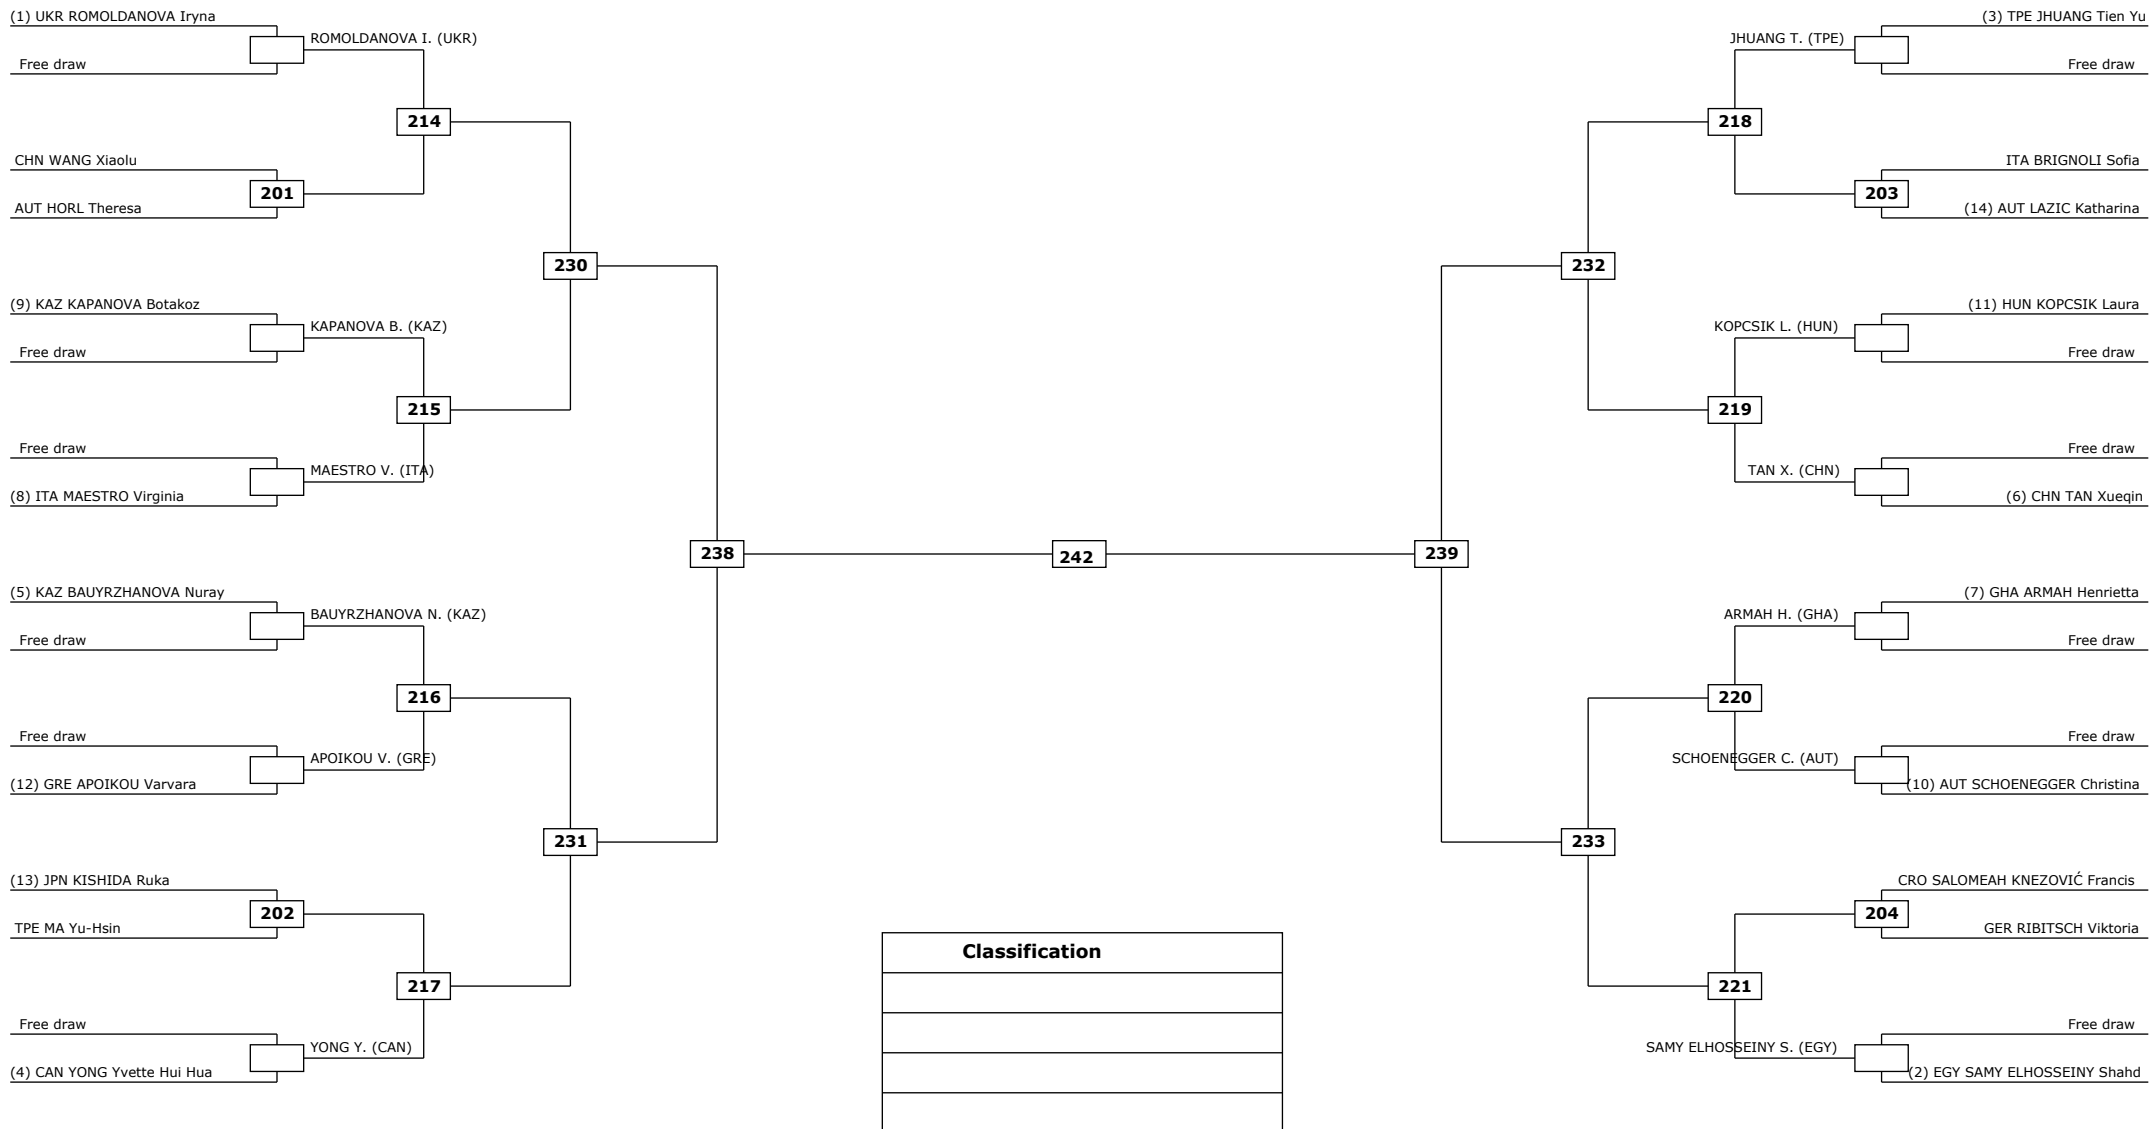 (1) UKR ROMOLDANOVA Iryna
ROMOLDANOVA I. (UKR)
Free draw
214
CHN WANG Xiaolu
201
AUT HORL Theresa
230
(9) KAZ KAPANOVA Botakoz
KAPANOVA B. (KAZ)
Free draw
215
Free draw
MAESTRO V. (ITA)
(8) ITA MAESTRO Virginia
238
(5) KAZ BAUYRZHANOVA Nuray
BAUYRZHANOVA N. (KAZ)
Free draw
216
Free draw
APOIKOU V. (GRE)
(12) GRE APOIKOU Varvara
231
(13) JPN KISHIDA Ruka
202
TPE MA Yu-Hsin
217
Free draw
YONG Y. (CAN)
(4) CAN YONG Yvette Hui Hua
242
(3) TPE JHUANG Tien Yu
JHUANG T. (TPE)
Free draw
218
ITA BRIGNOLI Sofia
203
(14) AUT LAZIC Katharina
232
(11) HUN KOPCSIK Laura
KOPCSIK L. (HUN)
Free draw
219
Free draw
TAN X. (CHN)
(6) CHN TAN Xueqin
239
(7) GHA ARMAH Henrietta
ARMAH H. (GHA)
Free draw
220
Free draw
SCHOENEGGER C. (AUT)
(10) AUT SCHOENEGGER Christina
233
CRO SALOMEAH KNEZOVIĆ Francis
204
GER RIBITSCH Viktoria
221
Free draw
SAMY ELHOSSEINY S. (EGY)
(2) EGY SAMY ELHOSSEINY Shahd
Classification